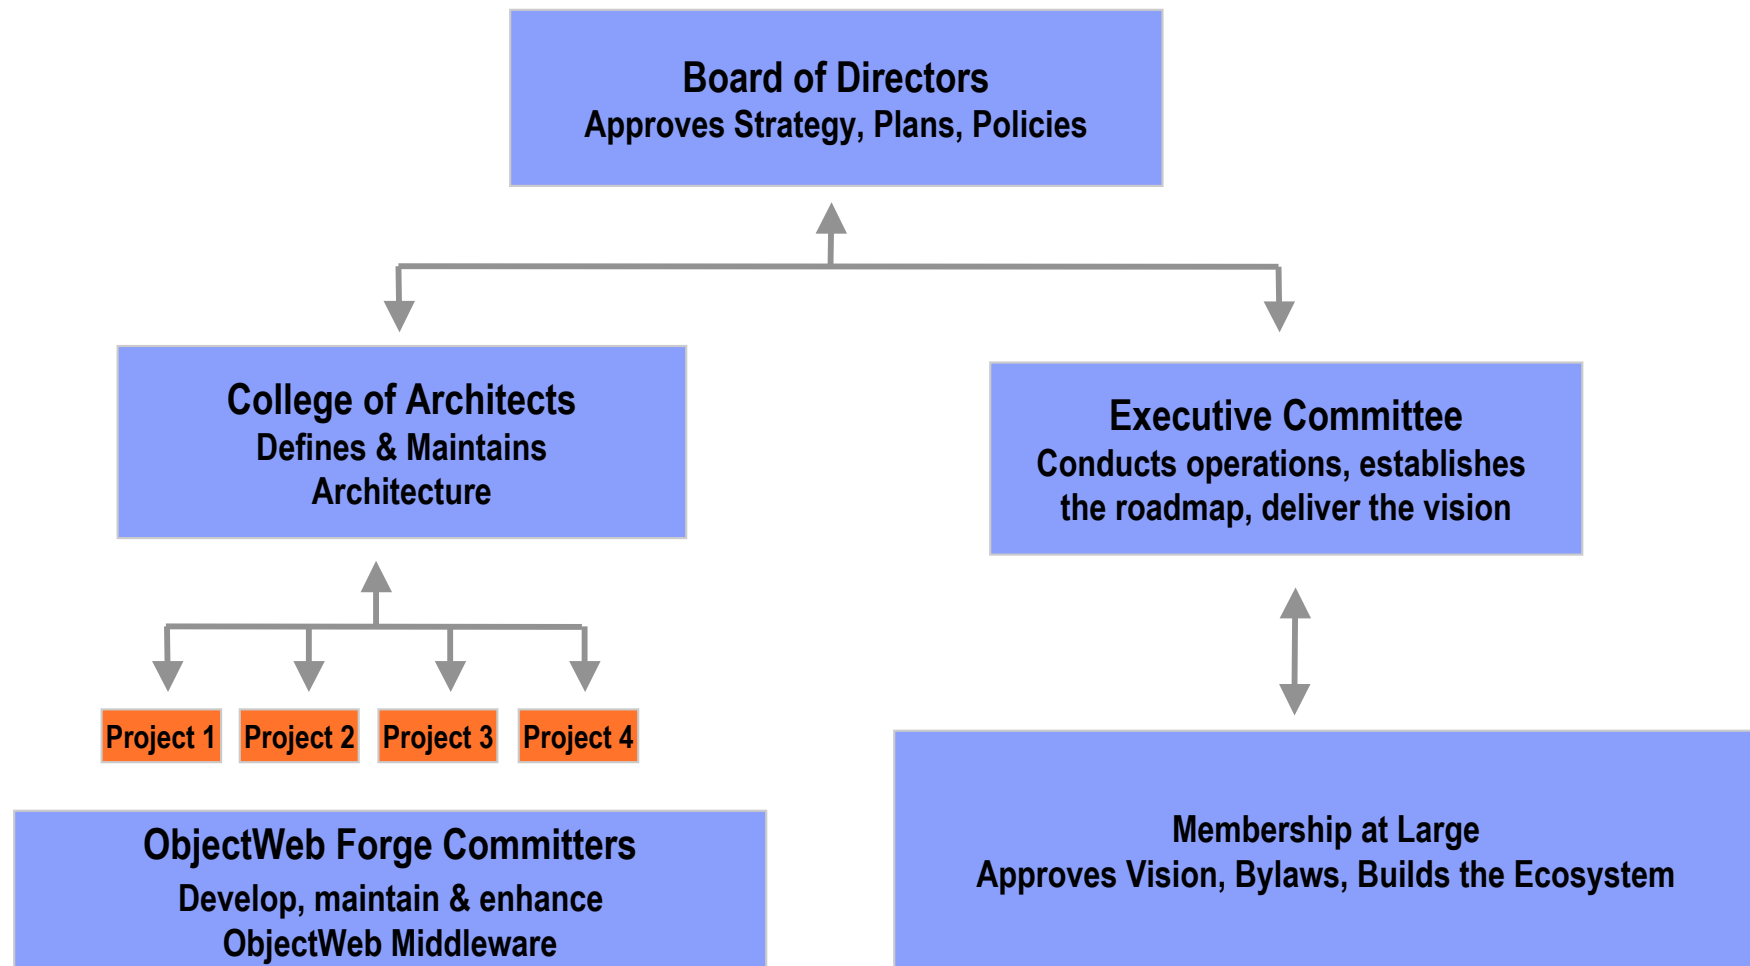 Board of Directors
Approves Strategy, Plans, Policies
College of Architects
Defines & Maintains
Architecture
Executive Committee
Conducts operations, establishes
the roadmap, deliver the vision
Project 1
Project 2
Project 3
Project 4
ObjectWeb Forge Committers
Develop, maintain & enhance
ObjectWeb Middleware
Membership at Large
Approves Vision, Bylaws, Builds the Ecosystem